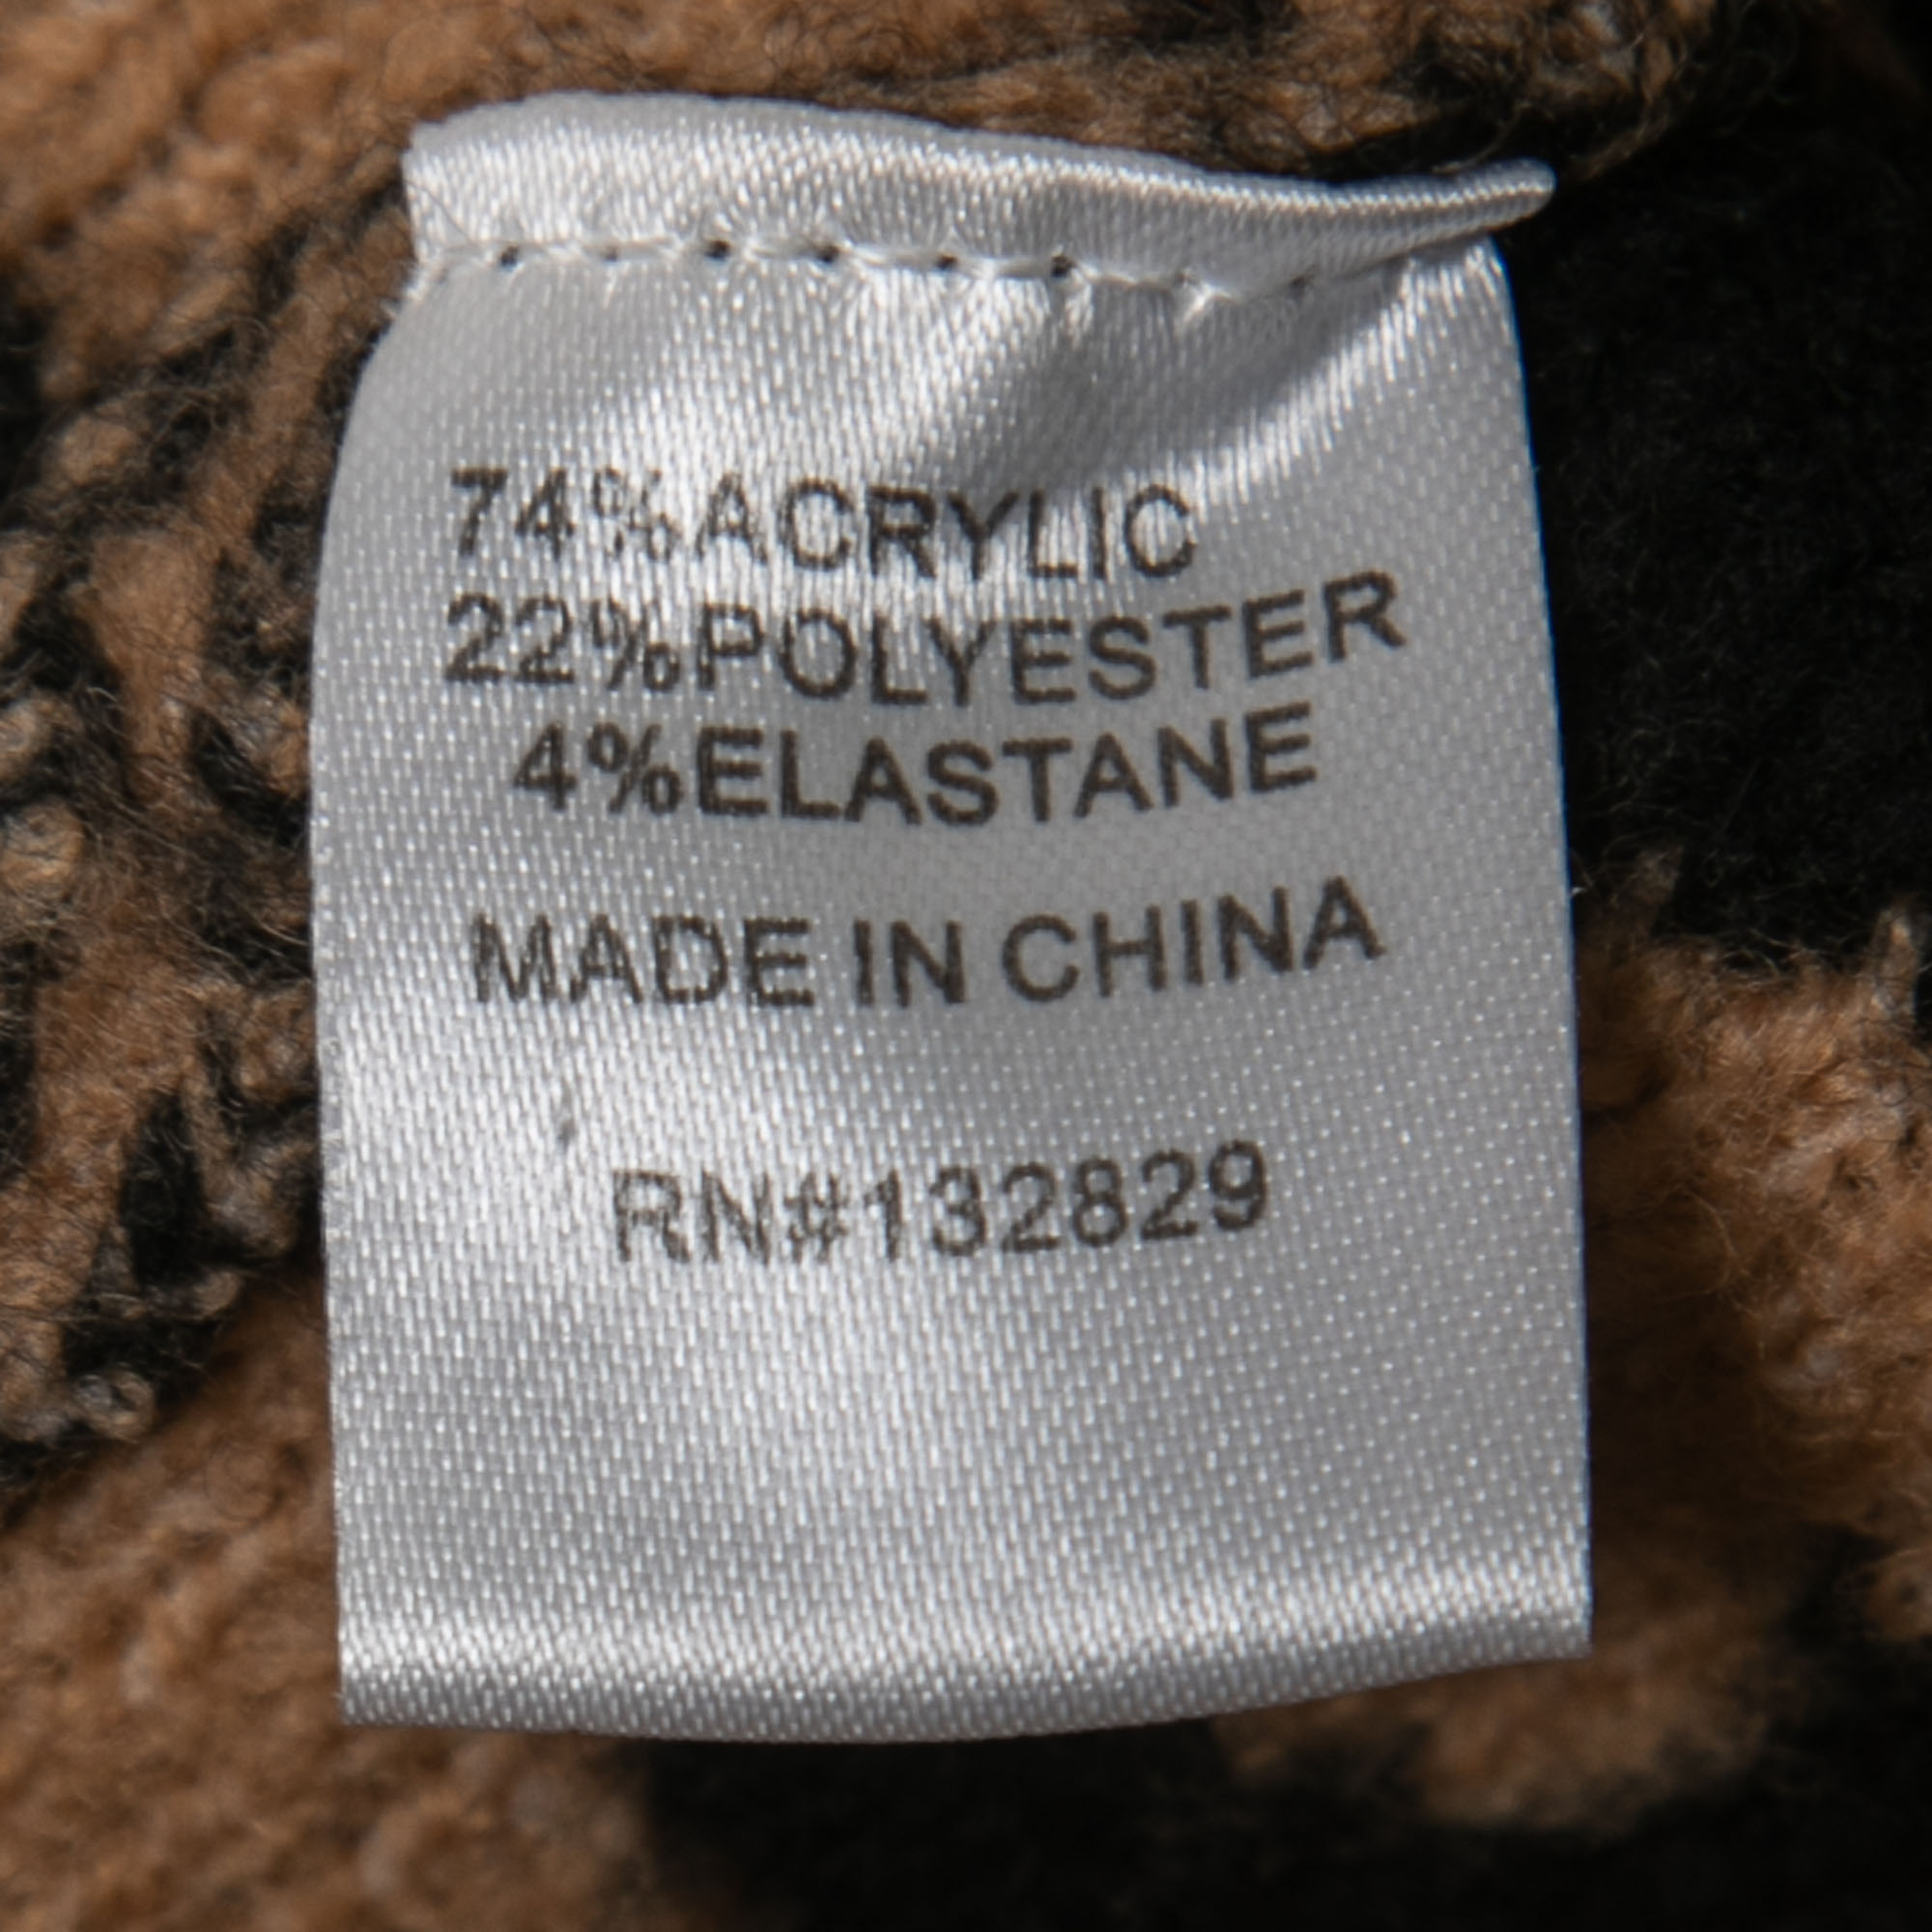 74%ACRYLIC
22%POLYESTER
4%ELASTANE
MADE IN CHINA
RN#132829